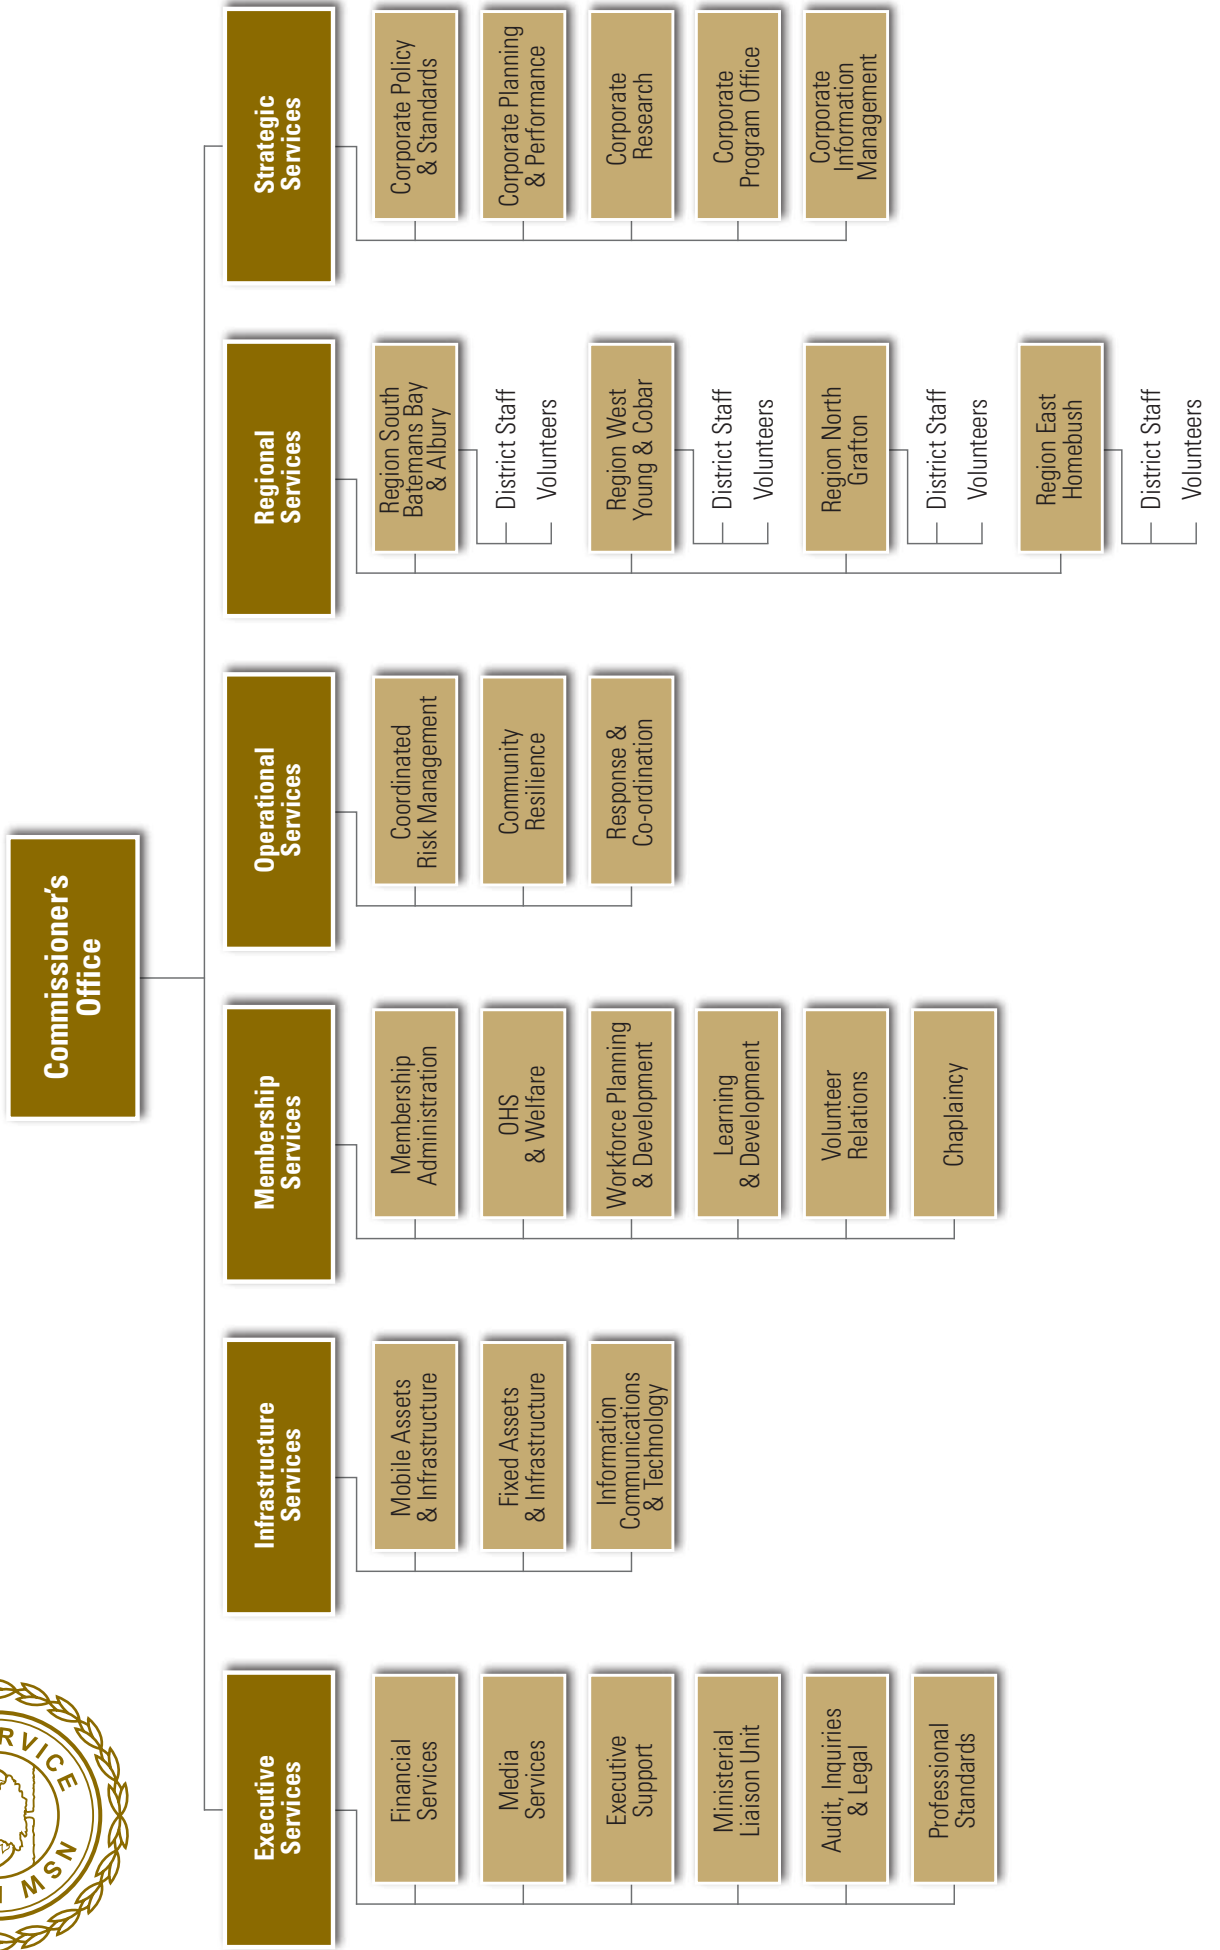 Commissioner's
Office
Executive
Services
Financial
Services
Media
Services
Executive
Support
Ministerial
Liaison Unit
Audit, Inquiries
& Legal
Professional
Standards
Infrastructure
Services
Mobile Assets
& Infrastructure
Fixed Assets
& Infrastructure
Information
Communications
& Technology
Membership
Services
Membership
Administration
OHS
& Welfare
Workforce Planning
& Development
Learning
& Development
Volunteer
Relations
Chaplaincy
Operational
Services
Coordinated
Risk Management
Community
Resilience
Response &
Co-ordination
Regional
Services
Region South
Batemans Bay
& Albury
District Staff
Volunteers
Region West
Young & Cobar
District Staff
Volunteers
Region North
Grafton
District Staff
Volunteers
Region East
Homebush
District Staff
Volunteers
Strategic
Services
Corporate Policy
& Standards
Corporate Planning
& Performance
Corporate
Research
Corporate
Program Office
Corporate
Information
Management
NSW